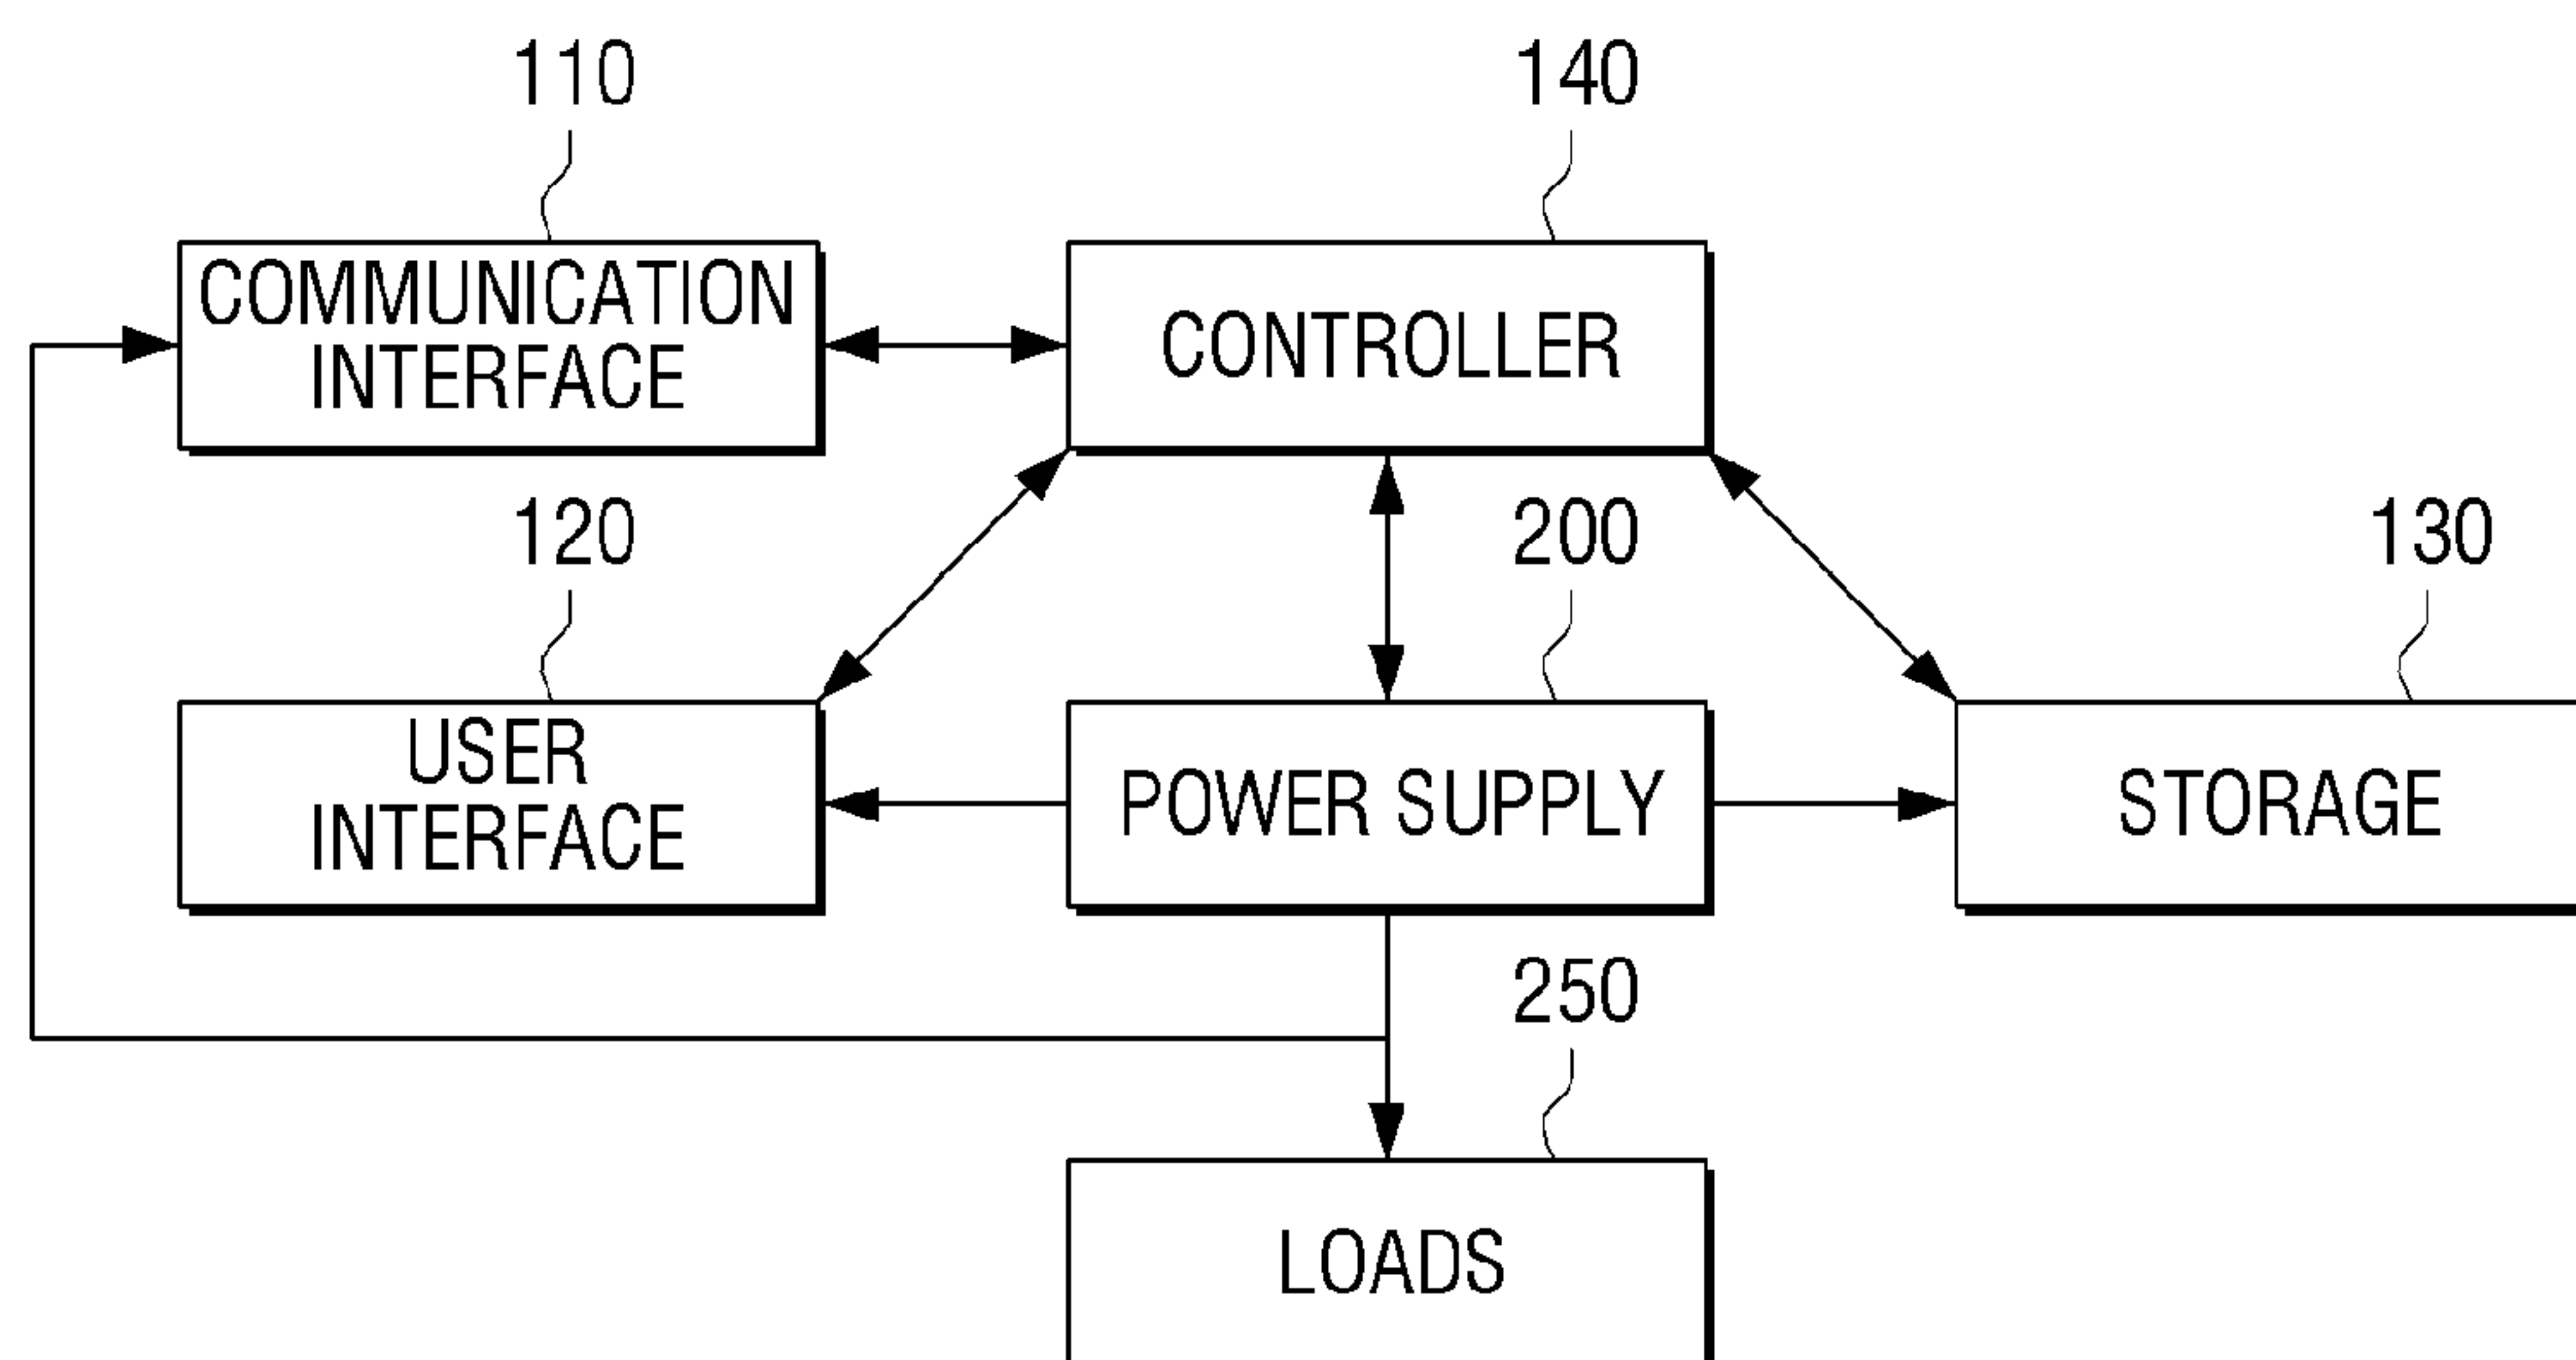 110
140
COMMUNICATION
INTERFACE
CONTROLLER
120
200
130
USER
INTERFACE
POWER SUPPLY
STORAGE
250
LOADS